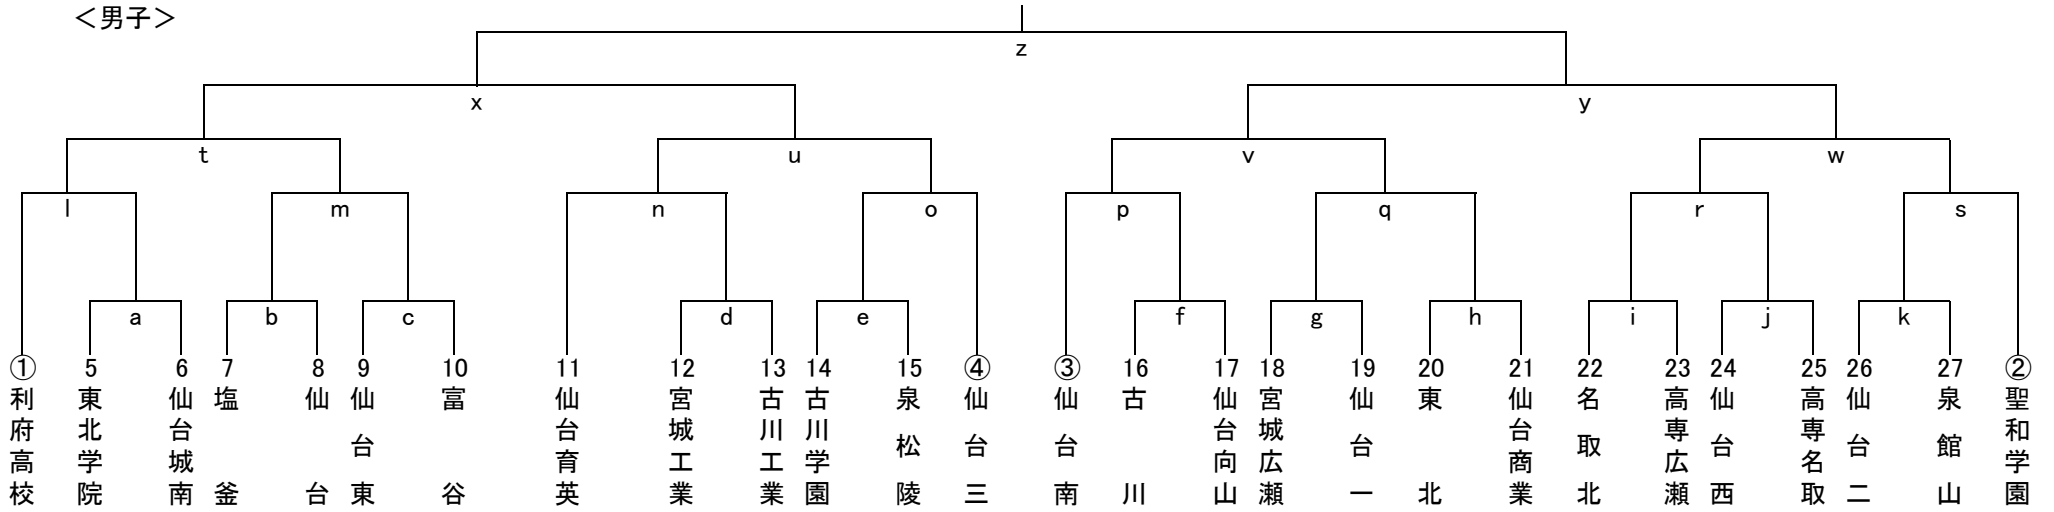 ＜男子＞
z
x y
t u v w
l m n o p q r s
a b c d e f g h i j k
① 5 6 7 8 9 10 11 12 13 14 15 ④ ③ 16 17 18 19 20 21 22 23 24 25 26 27 ②
利府高校
東北学院
仙台城南
塩釜
仙台
仙台東
富谷
仙台育英
宮城工業
古川工業
古川学園
泉松陵
仙台三
仙台南
古川
仙台向山
宮城広瀬
仙台一
東北
仙台商業
名取北
高専広瀬
仙台西
高専名取
仙台二
泉館山
聖和学園